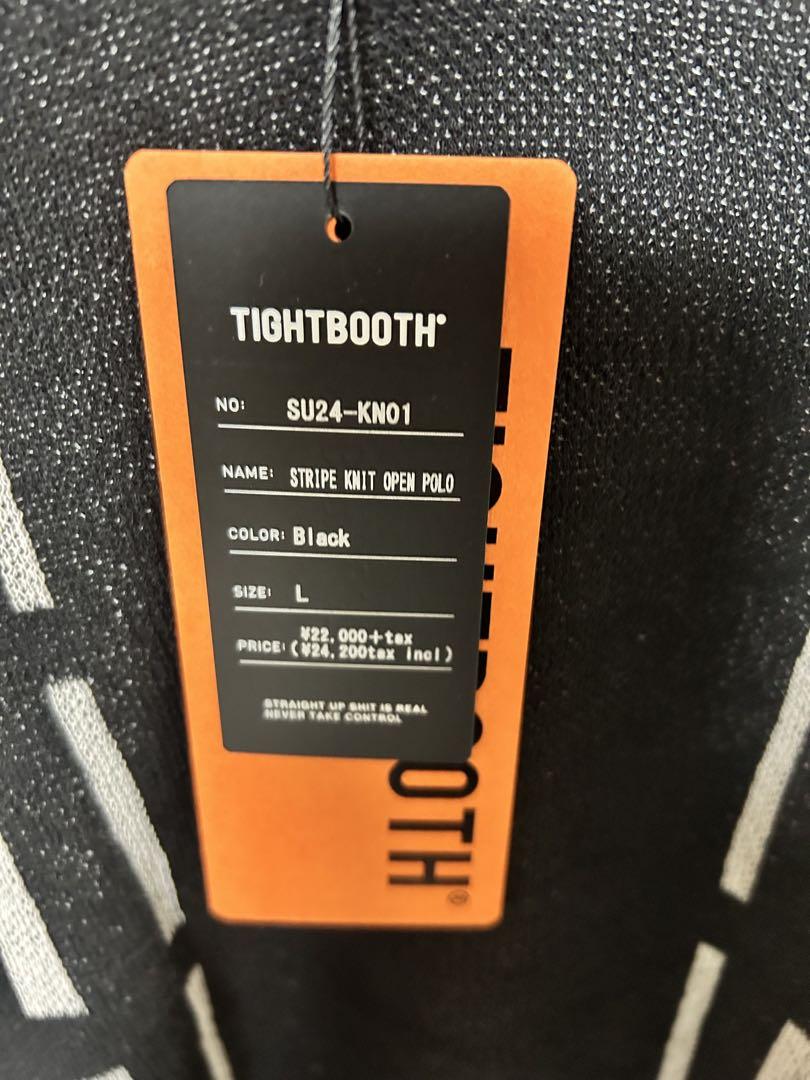 TIGHTBOOTH
NO: SU24-KN01
NAME: STRIPE KNIT OPEN POLO
COLOR: Black
SIZE: L
¥22,000+tax
PRICE: (¥24,200tax incl)
STRAIGHT UP SHIT IS REAL
NEVER TAKE CONTROL
OTH®